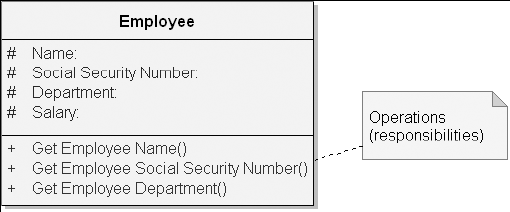 Employee
# Name:
# Social Security Number:
# Department:
# Salary:
+ Get Employee Name()
+ Get Employee Social Security Number()
+ Get Employee Department()
Operations
(responsibilities)